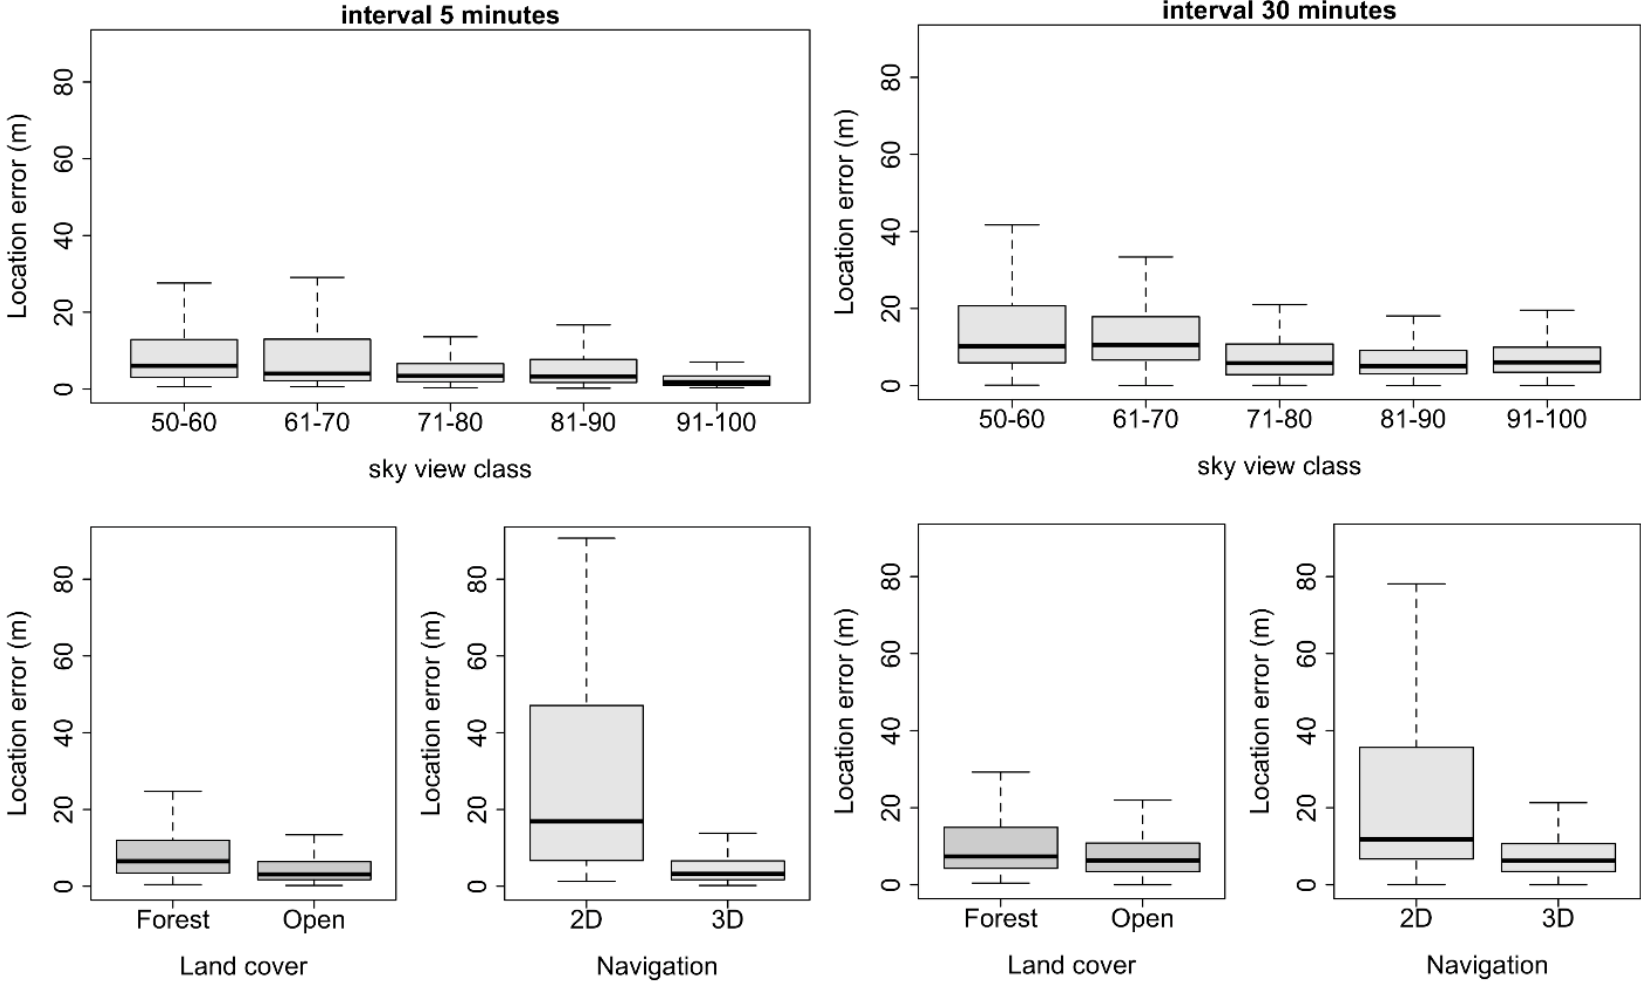 interval 5 minutes
Location error (m)
80
60
40
20
0
50-60 61-70 71-80 81-90 91-100
sky view class
interval 30 minutes
Location error (m)
80
60
40
20
0
50-60 61-70 71-80 81-90 91-100
sky view class
Location error (m)
80
60
40
20
0
Forest Open
Land cover
Location error (m)
80
60
40
20
0
2D 3D
Navigation
Location error (m)
80
60
40
20
0
Forest Open
Land cover
Location error (m)
80
60
40
20
0
2D 3D
Navigation